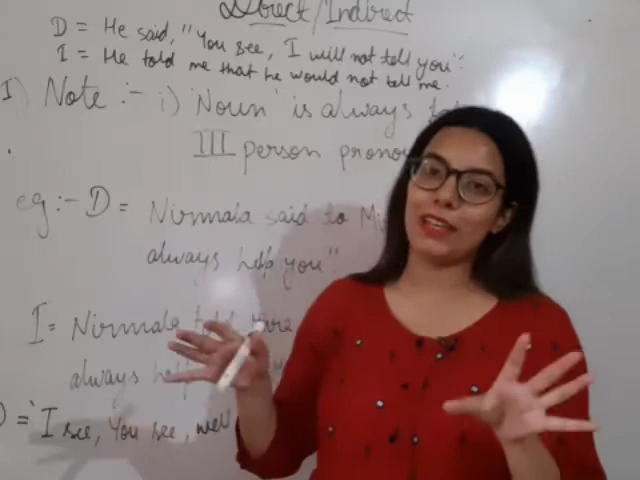 Direct/Indirect
D = He said, "You see, I will not tell you".
I = He told me that he would not tell me.
I) Note :- i) 'Noun' is always
III person
eg :- D = Nirmala said to
always help you"
I = Nirmala told
always
D = 'I see, You see, well